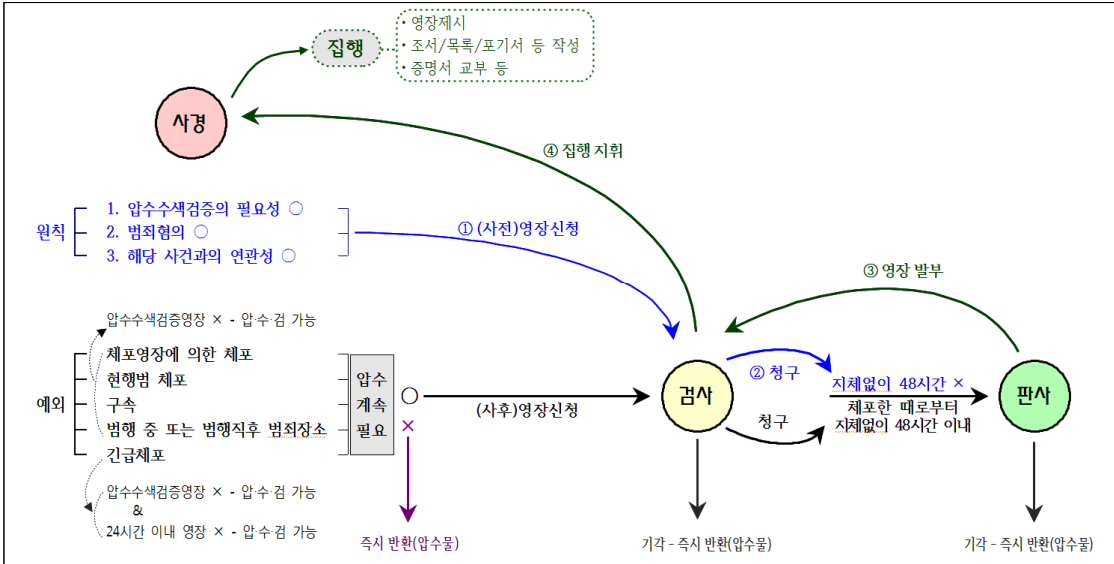 • 영장제시
집행
• 조서/목록/포기서 등 작성
• 증명서 교부 등
사경
④ 집행 지휘
원칙
1. 압수수색검증의 필요성 ○
2. 범죄혐의 ○
3. 해당 사건과의 연관성 ○
① (사전)영장신청
③ 영장 발부
압수수색검증영장 × - 압·수·검 가능
예외
체포영장에 의한 체포
현행범 체포
구속
범행 중 또는 범행직후 범죄장소
긴급체포
압수
계속
필요
○
×
(사후)영장신청
검사
② 청구
청구
지체없이 48시간 ×
체포한 때로부터
지체없이 48시간 이내
판사
압수수색검증영장 × - 압·수·검 가능
&
24시간 이내 영장 × - 압·수·검 가능
즉시 반환(압수물)
기각 – 즉시 반환(압수물)
기각 – 즉시 반환(압수물)